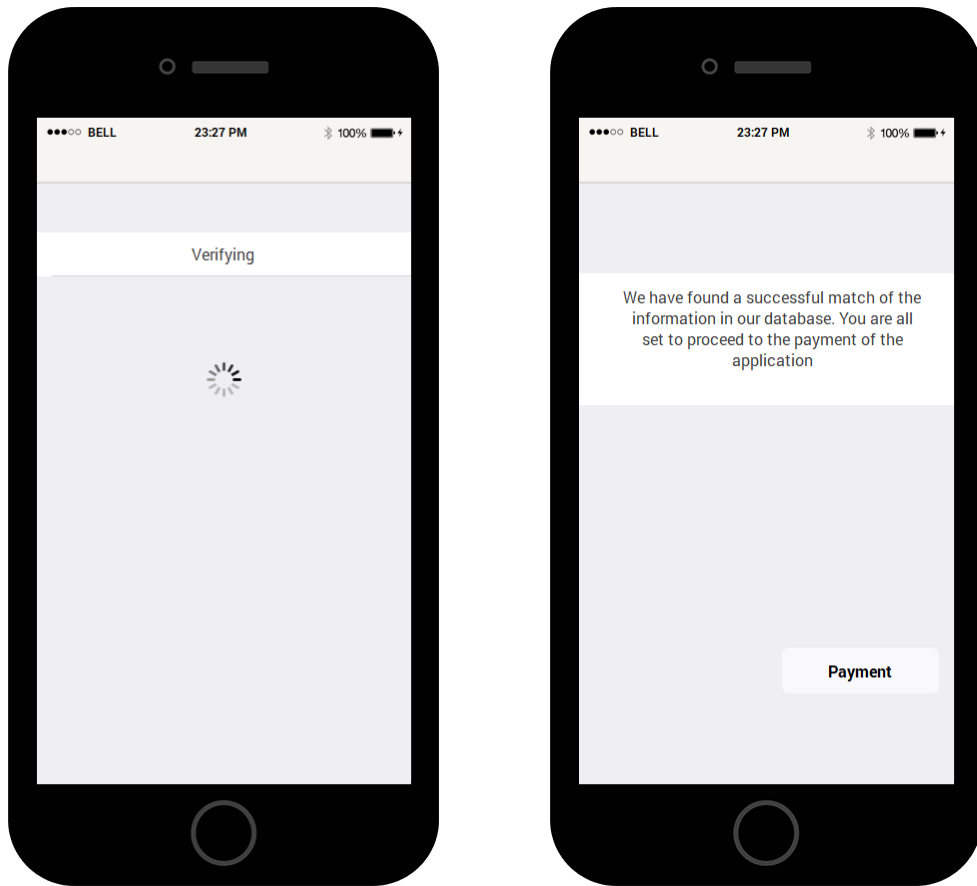 BELL 23:27 PM 100%
Verifying
BELL 23:27 PM 100%
We have found a successful match of the
information in our database. You are all
set to proceed to the payment of the
application
Payment